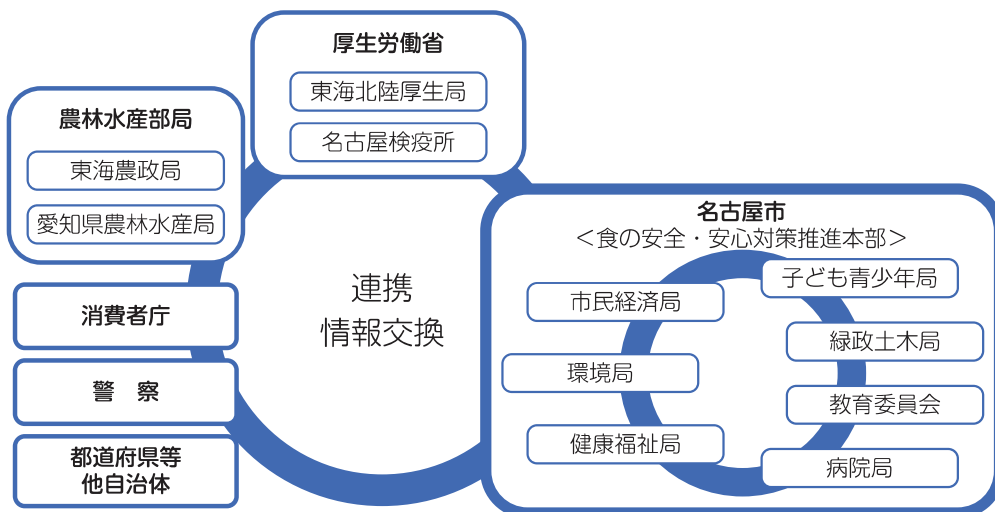 厚生労働省
東海北陸厚生局
名古屋検疫所
農林水産部局
東海農政局
愛知県農林水産局
消費者庁
警　察
都道府県等
他自治体
連携
情報交換
名古屋市
＜食の安全・安心対策推進本部＞
市民経済局
環境局
健康福祉局
子ども青少年局
緑政土木局
教育委員会
病院局